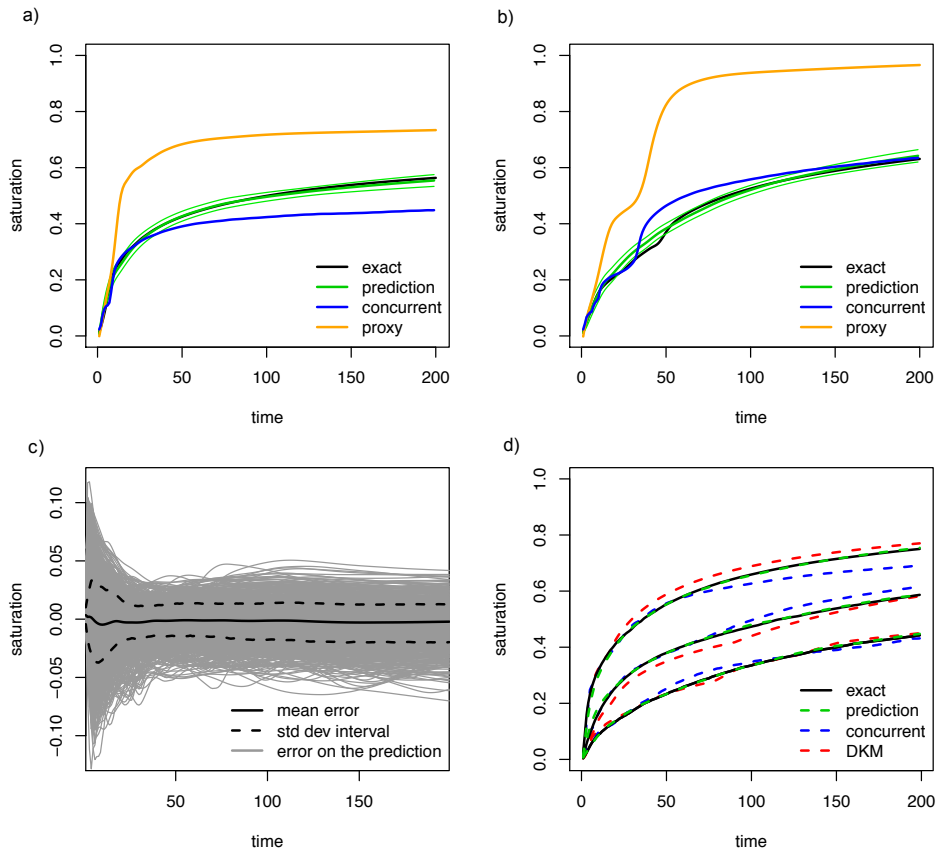 a)
saturation
0.0 0.2 0.4 0.6 0.8 1.0
exact
prediction
concurrent
proxy
0 50 100 150 200
time
b)
saturation
0.0 0.2 0.4 0.6 0.8 1.0
exact
prediction
concurrent
proxy
0 50 100 150 200
time
c)
saturation
−0.10 −0.05 0.00 0.05 0.10
mean error
std dev interval
error on the prediction
50 100 150
time
d)
saturation
0.0 0.2 0.4 0.6 0.8 1.0
exact
prediction
concurrent
DKM
0 50 100 150 200
time